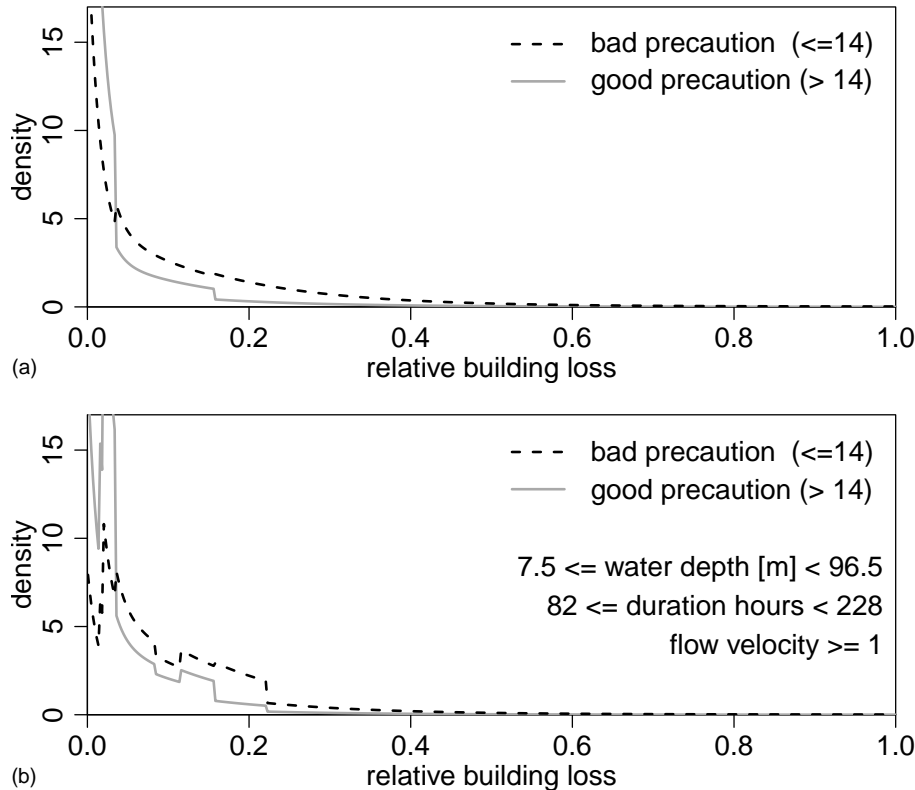 bad precaution (<=14)
good precaution (> 14)
density
15
10
5
0
0.0 0.2 0.4 0.6 0.8 1.0
relative building loss
(a)
bad precaution (<=14)
good precaution (> 14)
7.5 <= water depth [m] < 96.5
82 <= duration hours < 228
flow velocity >= 1
density
15
10
5
0
0.0 0.2 0.4 0.6 0.8 1.0
relative building loss
(b)